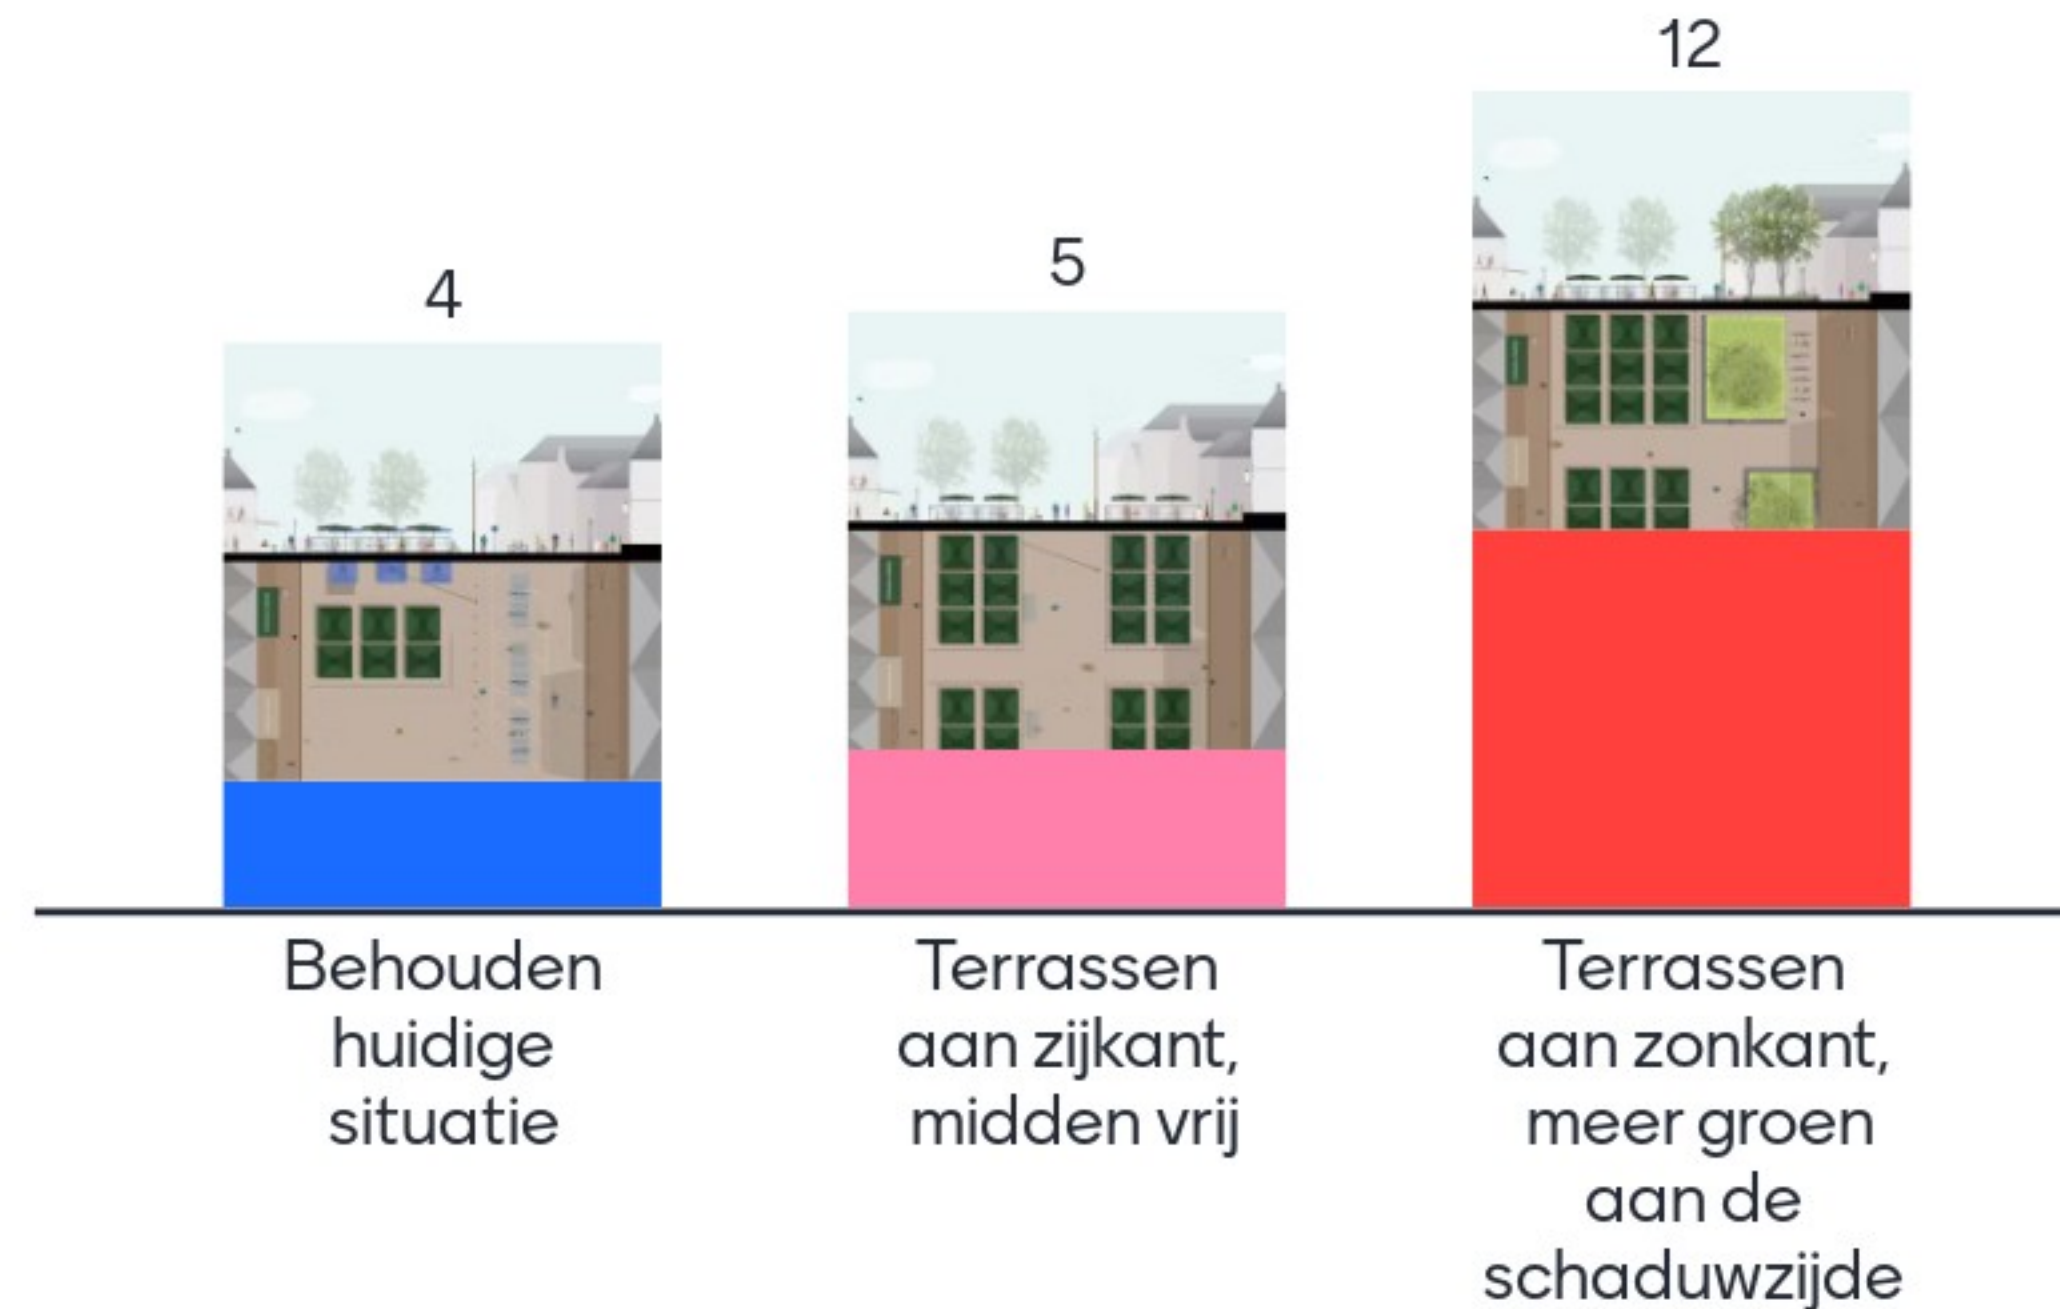 4
5
12
Behouden
huidige
situatie
Terrassen
aan zijkant,
midden vrij
Terrassen
aan zonkant,
meer groen
aan de
schaduwzijde